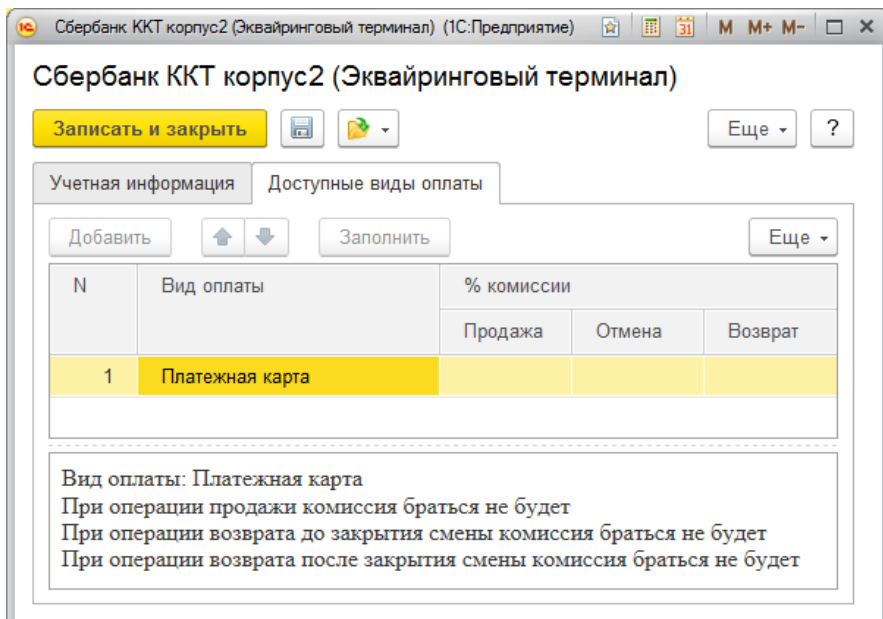 Сбербанк ККТ корпус2 (Эквайринговый терминал) (1С:Предприятие) 31 M M+ M-
Сбербанк ККТ корпус2 (Эквайринговый терминал)
Записать и закрыть Еще ?
Учетная информация Доступные виды оплаты
Добавить Заполнить Еще
N Вид оплаты % комиссии
Продажа Отмена Возврат
1 Платежная карта
Вид оплаты: Платежная карта
При операции продажи комиссия браться не будет
При операции возврата до закрытия смены комиссия браться не будет
При операции возврата после закрытия смены комиссия браться не будет